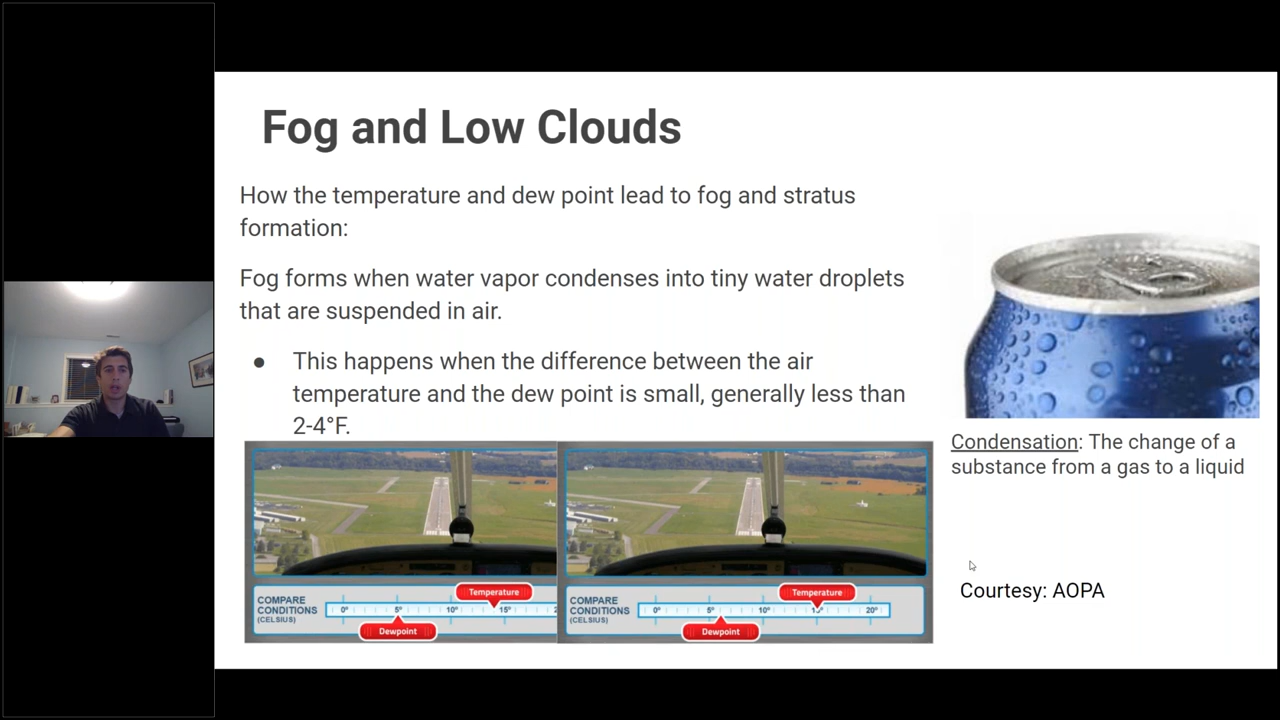 Fog and Low Clouds
How the temperature and dew point lead to fog and stratus
formation:
Fog forms when water vapor condenses into tiny water droplets
that are suspended in air.
● This happens when the difference between the air
temperature and the dew point is small, generally less than
2-4°F.
Condensation: The change of a
substance from a gas to a liquid
Temperature
COMPARE
CONDITIONS
(CELSIUS)
0° 5° 10° 15°
Dewpoint
Temperature
COMPARE
CONDITIONS
(CELSIUS)
0° 5° 10° 15° 20°
Dewpoint
Courtesy: AOPA